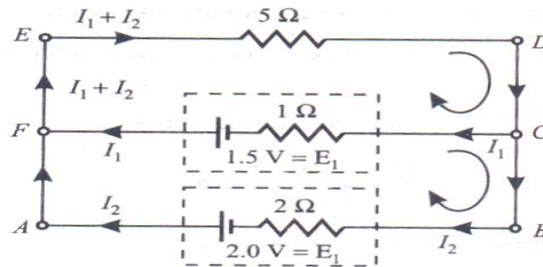 E I₁ + I₂ 5 Ω D
I₁ + I₂
1 Ω
F I₁ I₁ C
1.5 V = E₁
I₂ 2 Ω
A I₂ B
2.0 V = E₁